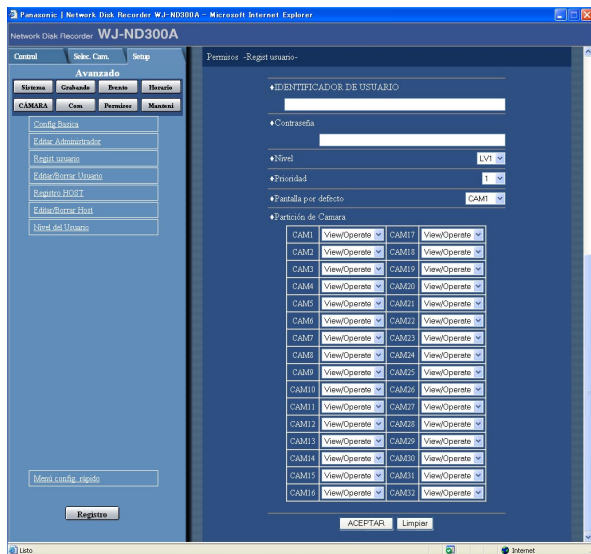 Panasonic | Network Disk Recorder WJ-ND300A - Microsoft Internet Explorer
Network Disk Recorder WJ-ND300A
Control Selec. Cam. Setup
Permisos -Regist usuario-
Avanzado
Sistema Grabando Evento Horario
CÁMARA Com Permisos Manteni
Config Basica
Editar Administrador
Regist usuario
Editar/Borrar Usuario
Registro HOST
Editar/Borrar Host
Nivel del Usuario
Menú config. rápido
Registro
♦IDENTIFICADOR DE USUARIO
♦Contraseña
♦Nivel LV1
♦Prioridad 1
♦Pantalla por defecto CAM1
♦Partición de Camara
CAM1 View/Operate CAM17 View/Operate
CAM2 View/Operate CAM18 View/Operate
CAM3 View/Operate CAM19 View/Operate
CAM4 View/Operate CAM20 View/Operate
CAM5 View/Operate CAM21 View/Operate
CAM6 View/Operate CAM22 View/Operate
CAM7 View/Operate CAM23 View/Operate
CAM8 View/Operate CAM24 View/Operate
CAM9 View/Operate CAM25 View/Operate
CAM10 View/Operate CAM26 View/Operate
CAM11 View/Operate CAM27 View/Operate
CAM12 View/Operate CAM28 View/Operate
CAM13 View/Operate CAM29 View/Operate
CAM14 View/Operate CAM30 View/Operate
CAM15 View/Operate CAM31 View/Operate
CAM16 View/Operate CAM32 View/Operate
ACEPTAR Limpiar
Listo Internet